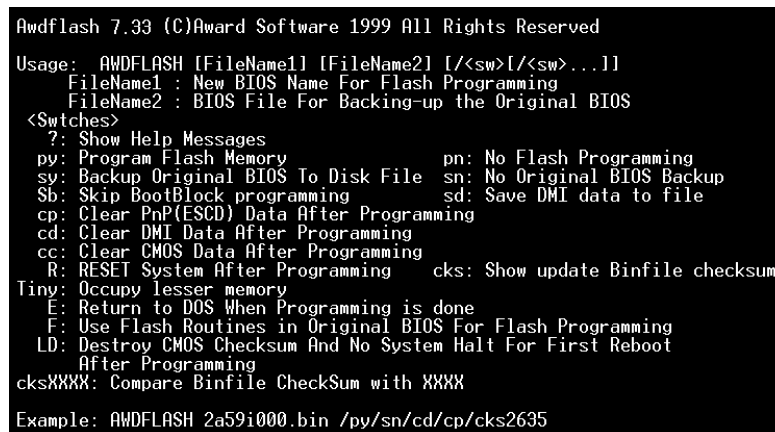 Awdflash 7.33 (C)Award Software 1999 All Rights Reserved
Usage: AWDFLASH [FileName1] [FileName2] [/<sw>[/<sw>...]]
FileName1 : New BIOS Name For Flash Programming
FileName2 : BIOS File For Backing-up the Original BIOS
<Swtches>
?: Show Help Messages
py: Program Flash Memory pn: No Flash Programming
sy: Backup Original BIOS To Disk File sn: No Original BIOS Backup
Sb: Skip BootBlock programming sd: Save DMI data to file
cp: Clear PnP(ESCD) Data After Programming
cd: Clear DMI Data After Programming
cc: Clear CMOS Data After Programming
R: RESET System After Programming cks: Show update Binfile checksum
Tiny: Occupy lesser memory
E: Return to DOS When Programming is done
F: Use Flash Routines in Original BIOS For Flash Programming
LD: Destroy CMOS Checksum And No System Halt For First Reboot
After Programming
cksXXXX: Compare Binfile CheckSum with XXXX
Example: AWDFLASH 2a59i000.bin /py/sn/cd/cp/cks2635